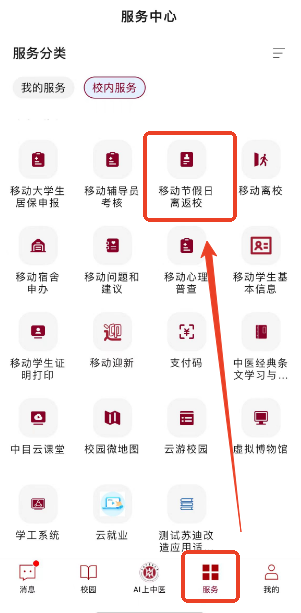 服务中心
服务分类
我的服务 校内服务
移动大学生 移动辅导员 移动节假日 移动离校
居保申报 考核 离返校
移动宿舍 移动问题和 移动心理 移动学生基
申办 建议 普查 本信息
移动学生证 移动迎新 支付码 中医经典条
明打印 文学习与...
迎
中目云课堂 校园微地图 云游校园 虚拟博物馆
学工系统 云就业 测试苏迪改
造应用话
消息 校园 AI上中医 服务 我的